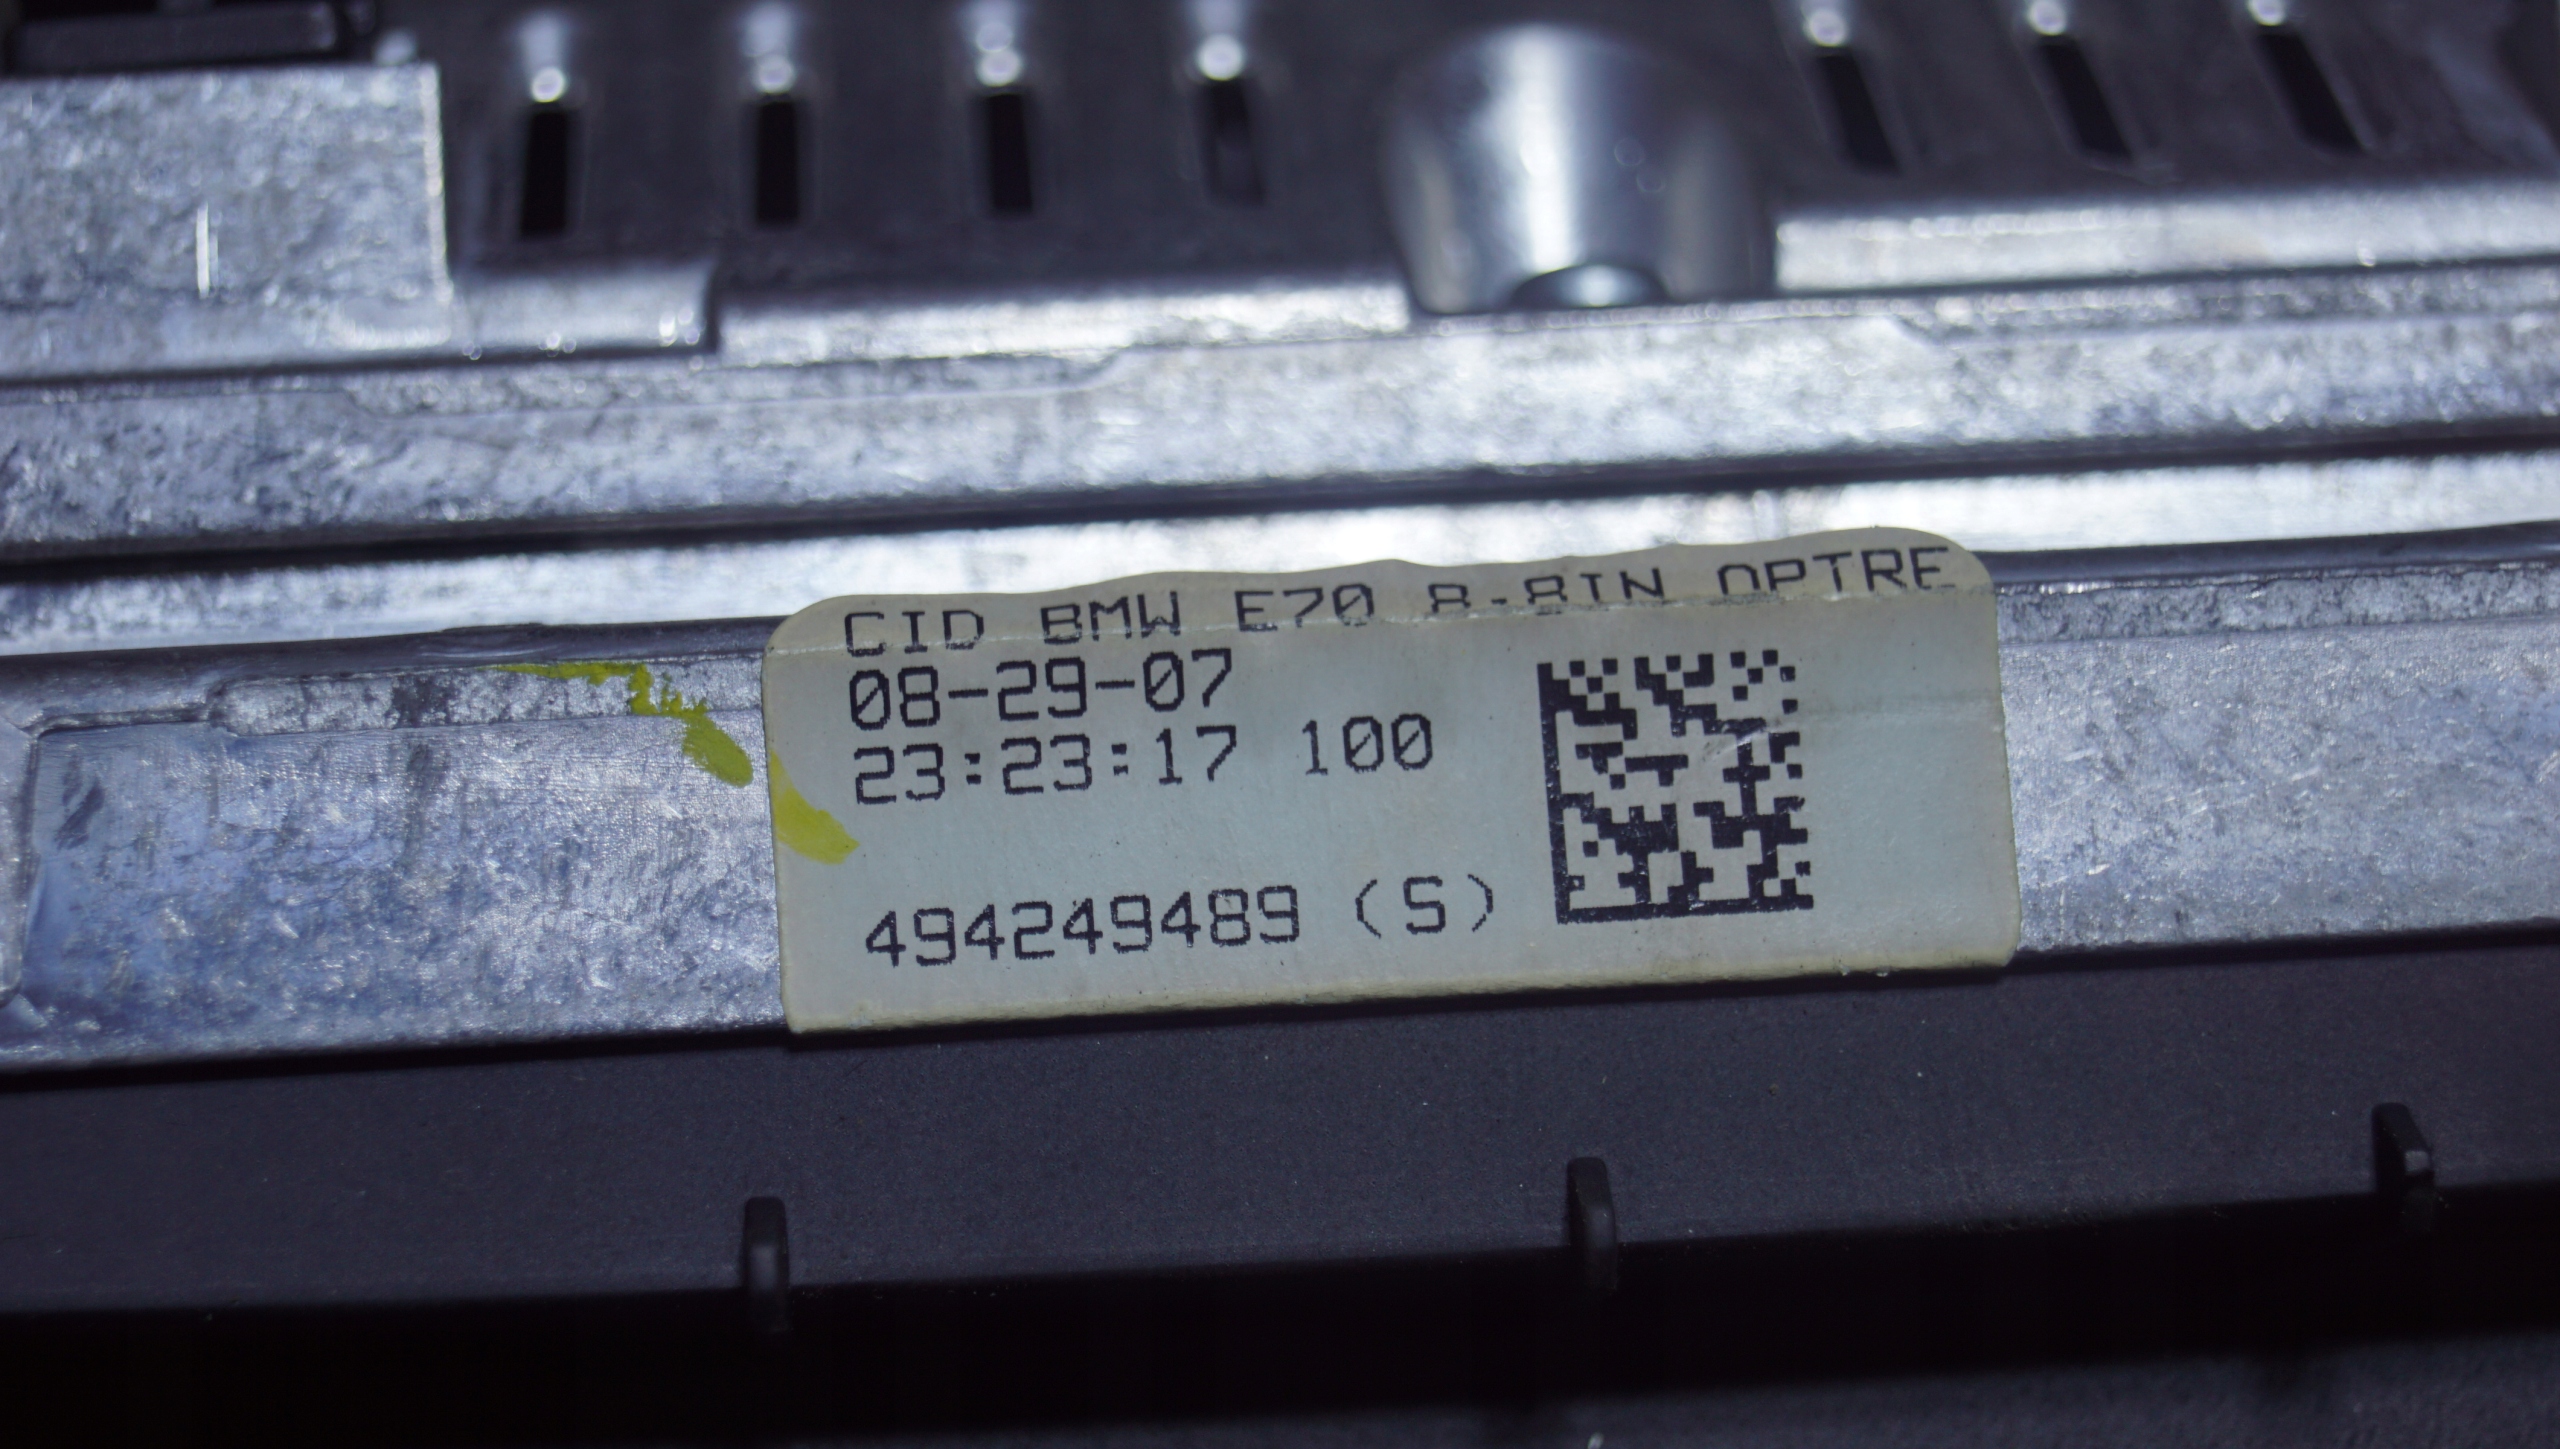 CID BMW E70 8.8IN OPTRE
08-29-07
23:23:17 100
494249489 (S)